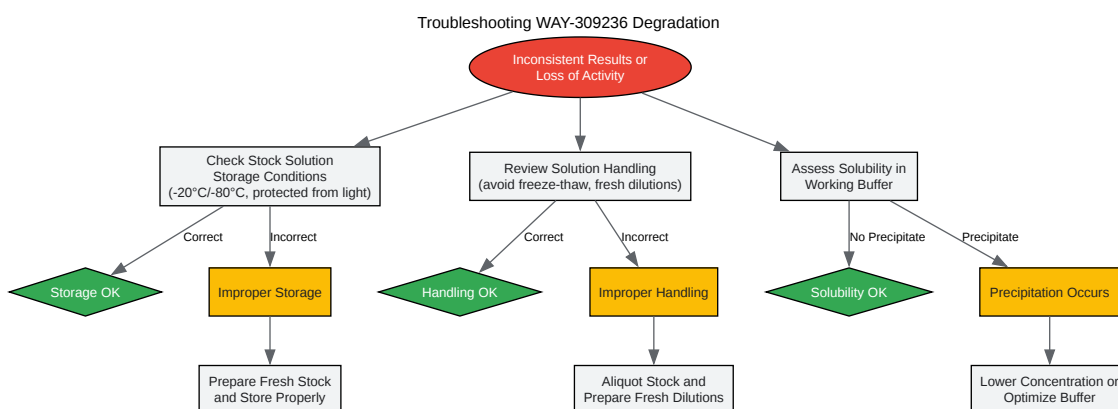 Troubleshooting WAY-309236 Degradation
Inconsistent Results or
Loss of Activity
Check Stock Solution
Storage Conditions
(-20°C/-80°C, protected from light)
Review Solution Handling
(avoid freeze-thaw, fresh dilutions)
Assess Solubility in
Working Buffer
Correct
Incorrect
Correct
Incorrect
No Precipitate
Precipitate
Storage OK
Improper Storage
Handling OK
Improper Handling
Solubility OK
Precipitation Occurs
Prepare Fresh Stock
and Store Properly
Aliquot Stock and
Prepare Fresh Dilutions
Lower Concentration or
Optimize Buffer